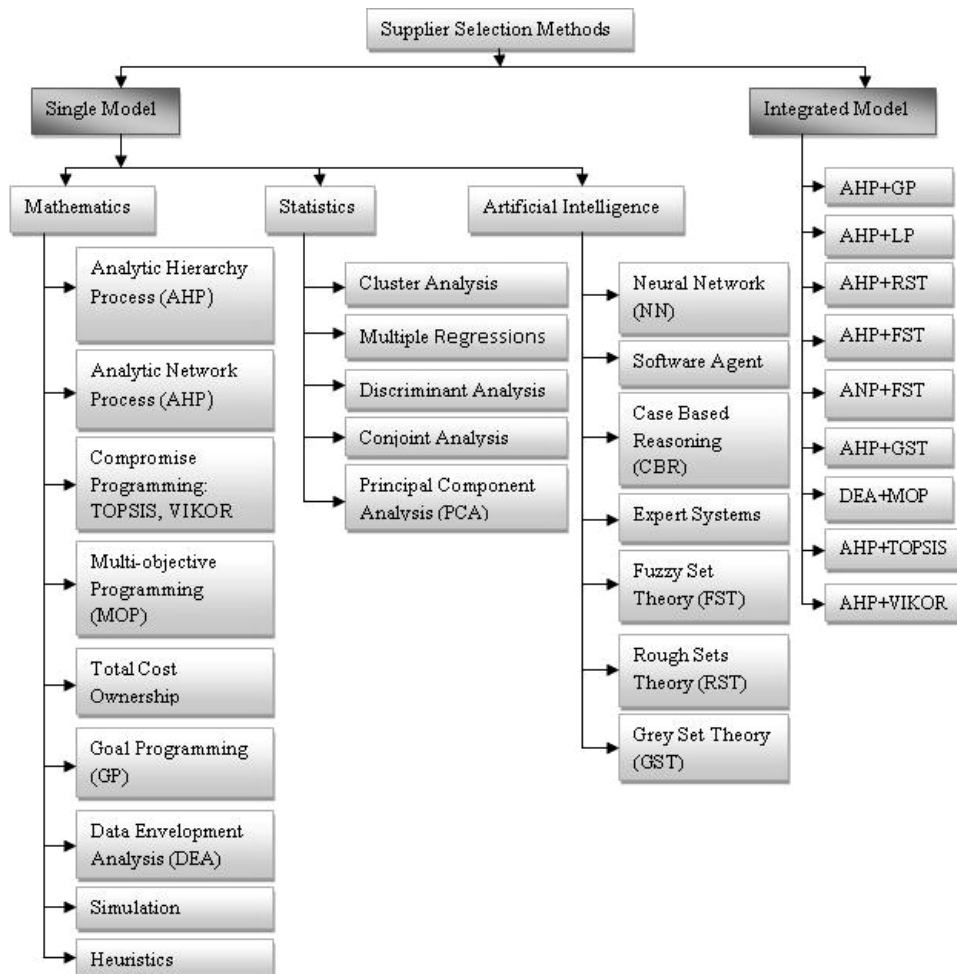 Supplier Selection Methods
Single Model
Integrated Model
Mathematics
Statistics
Artificial Intelligence
Analytic Hierarchy
Process (AHP)
Analytic Network
Process (AHP)
Compromise
Programming:
TOPSIS, VIKOR
Multi-objective
Programming
(MOP)
Total Cost
Ownership
Goal Programming
(GP)
Data Envelopment
Analysis (DEA)
Simulation
Heuristics
Cluster Analysis
Multiple Regressions
Discriminant Analysis
Conjoint Analysis
Principal Component
Analysis (PCA)
Neural Network
(NN)
Software Agent
Case Based
Reasoning
(CBR)
Expert Systems
Fuzzy Set
Theory (FST)
Rough Sets
Theory (RST)
Grey Set Theory
(GST)
AHP+GP
AHP+LP
AHP+RST
AHP+FST
ANP+FST
AHP+GST
DEA+MOP
AHP+TOPSIS
AHP+VIKOR